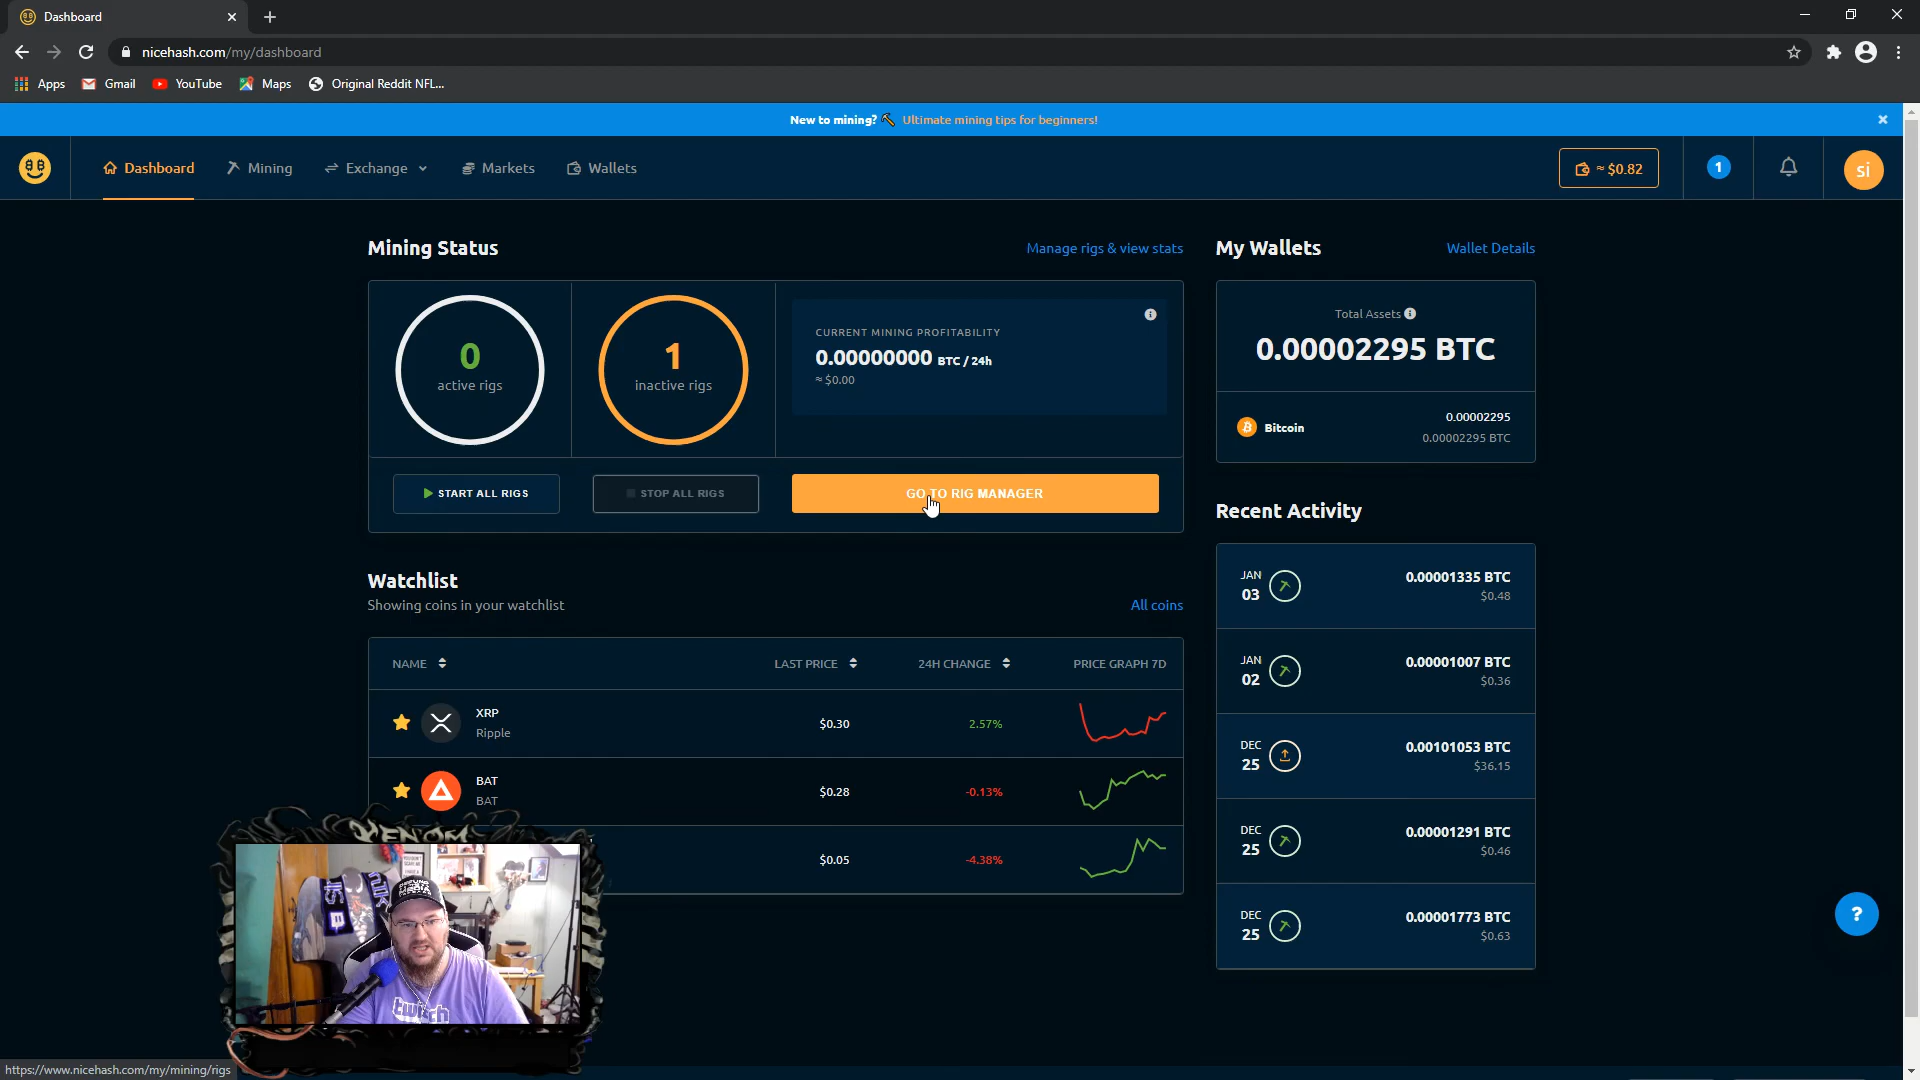 Dashboard
nicehash.com/my/dashboard
Apps
Gmail
YouTube
Maps
Original Reddit NFL...
New to mining? Ultimate mining tips for beginners!
Dashboard
Mining
Exchange
Markets
Wallets
≈ $0.82
1
si
Mining Status
Manage rigs & view stats
0
active rigs
1
inactive rigs
CURRENT MINING PROFITABILITY
0.00000000 BTC / 24h
≈ $0.00
START ALL RIGS
STOP ALL RIGS
GO TO RIG MANAGER
My Wallets
Wallet Details
Total Assets
0.00002295 BTC
Bitcoin
0.00002295
0.00002295 BTC
Watchlist
Showing coins in your watchlist
All coins
NAME
LAST PRICE
24H CHANGE
PRICE GRAPH 7D
XRP
Ripple
$0.30
2.57%
BAT
BAT
$0.28
-0.13%
$0.05
-4.38%
Recent Activity
JAN
03
0.00001335 BTC
$0.48
JAN
02
0.00001007 BTC
$0.36
DEC
25
0.00101053 BTC
$36.15
DEC
25
0.00001291 BTC
$0.46
DEC
25
0.00001773 BTC
$0.63
?
VENOM
twitch
https://www.nicehash.com/my/mining/rigs